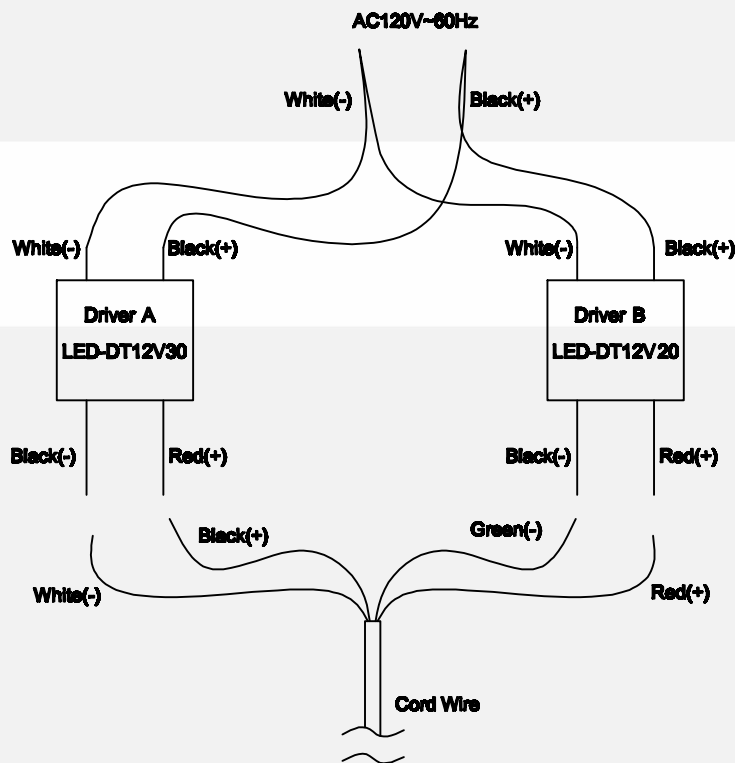 AC120V~60Hz
White(-)
Black(+)
White(-)
Black(+)
White(-)
Black(+)
Driver A
LED-DT12V30
Driver B
LED-DT12V20
Black(-)
Red(+)
Black(-)
Red(+)
Black(+)
Green(-)
White(-)
Red(+)
Cord Wire